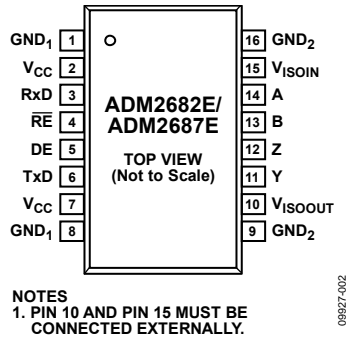 GND1 1
VCC 2
RxD 3
RE 4
DE 5
TxD 6
VCC 7
GND1 8
ADM2682E/
ADM2687E
TOP VIEW
(Not to Scale)
16 GND2
15 VISOIN
14 A
13 B
12 Z
11 Y
10 VISOOUT
9 GND2
NOTES
1. PIN 10 AND PIN 15 MUST BE
CONNECTED EXTERNALLY.
09927-002